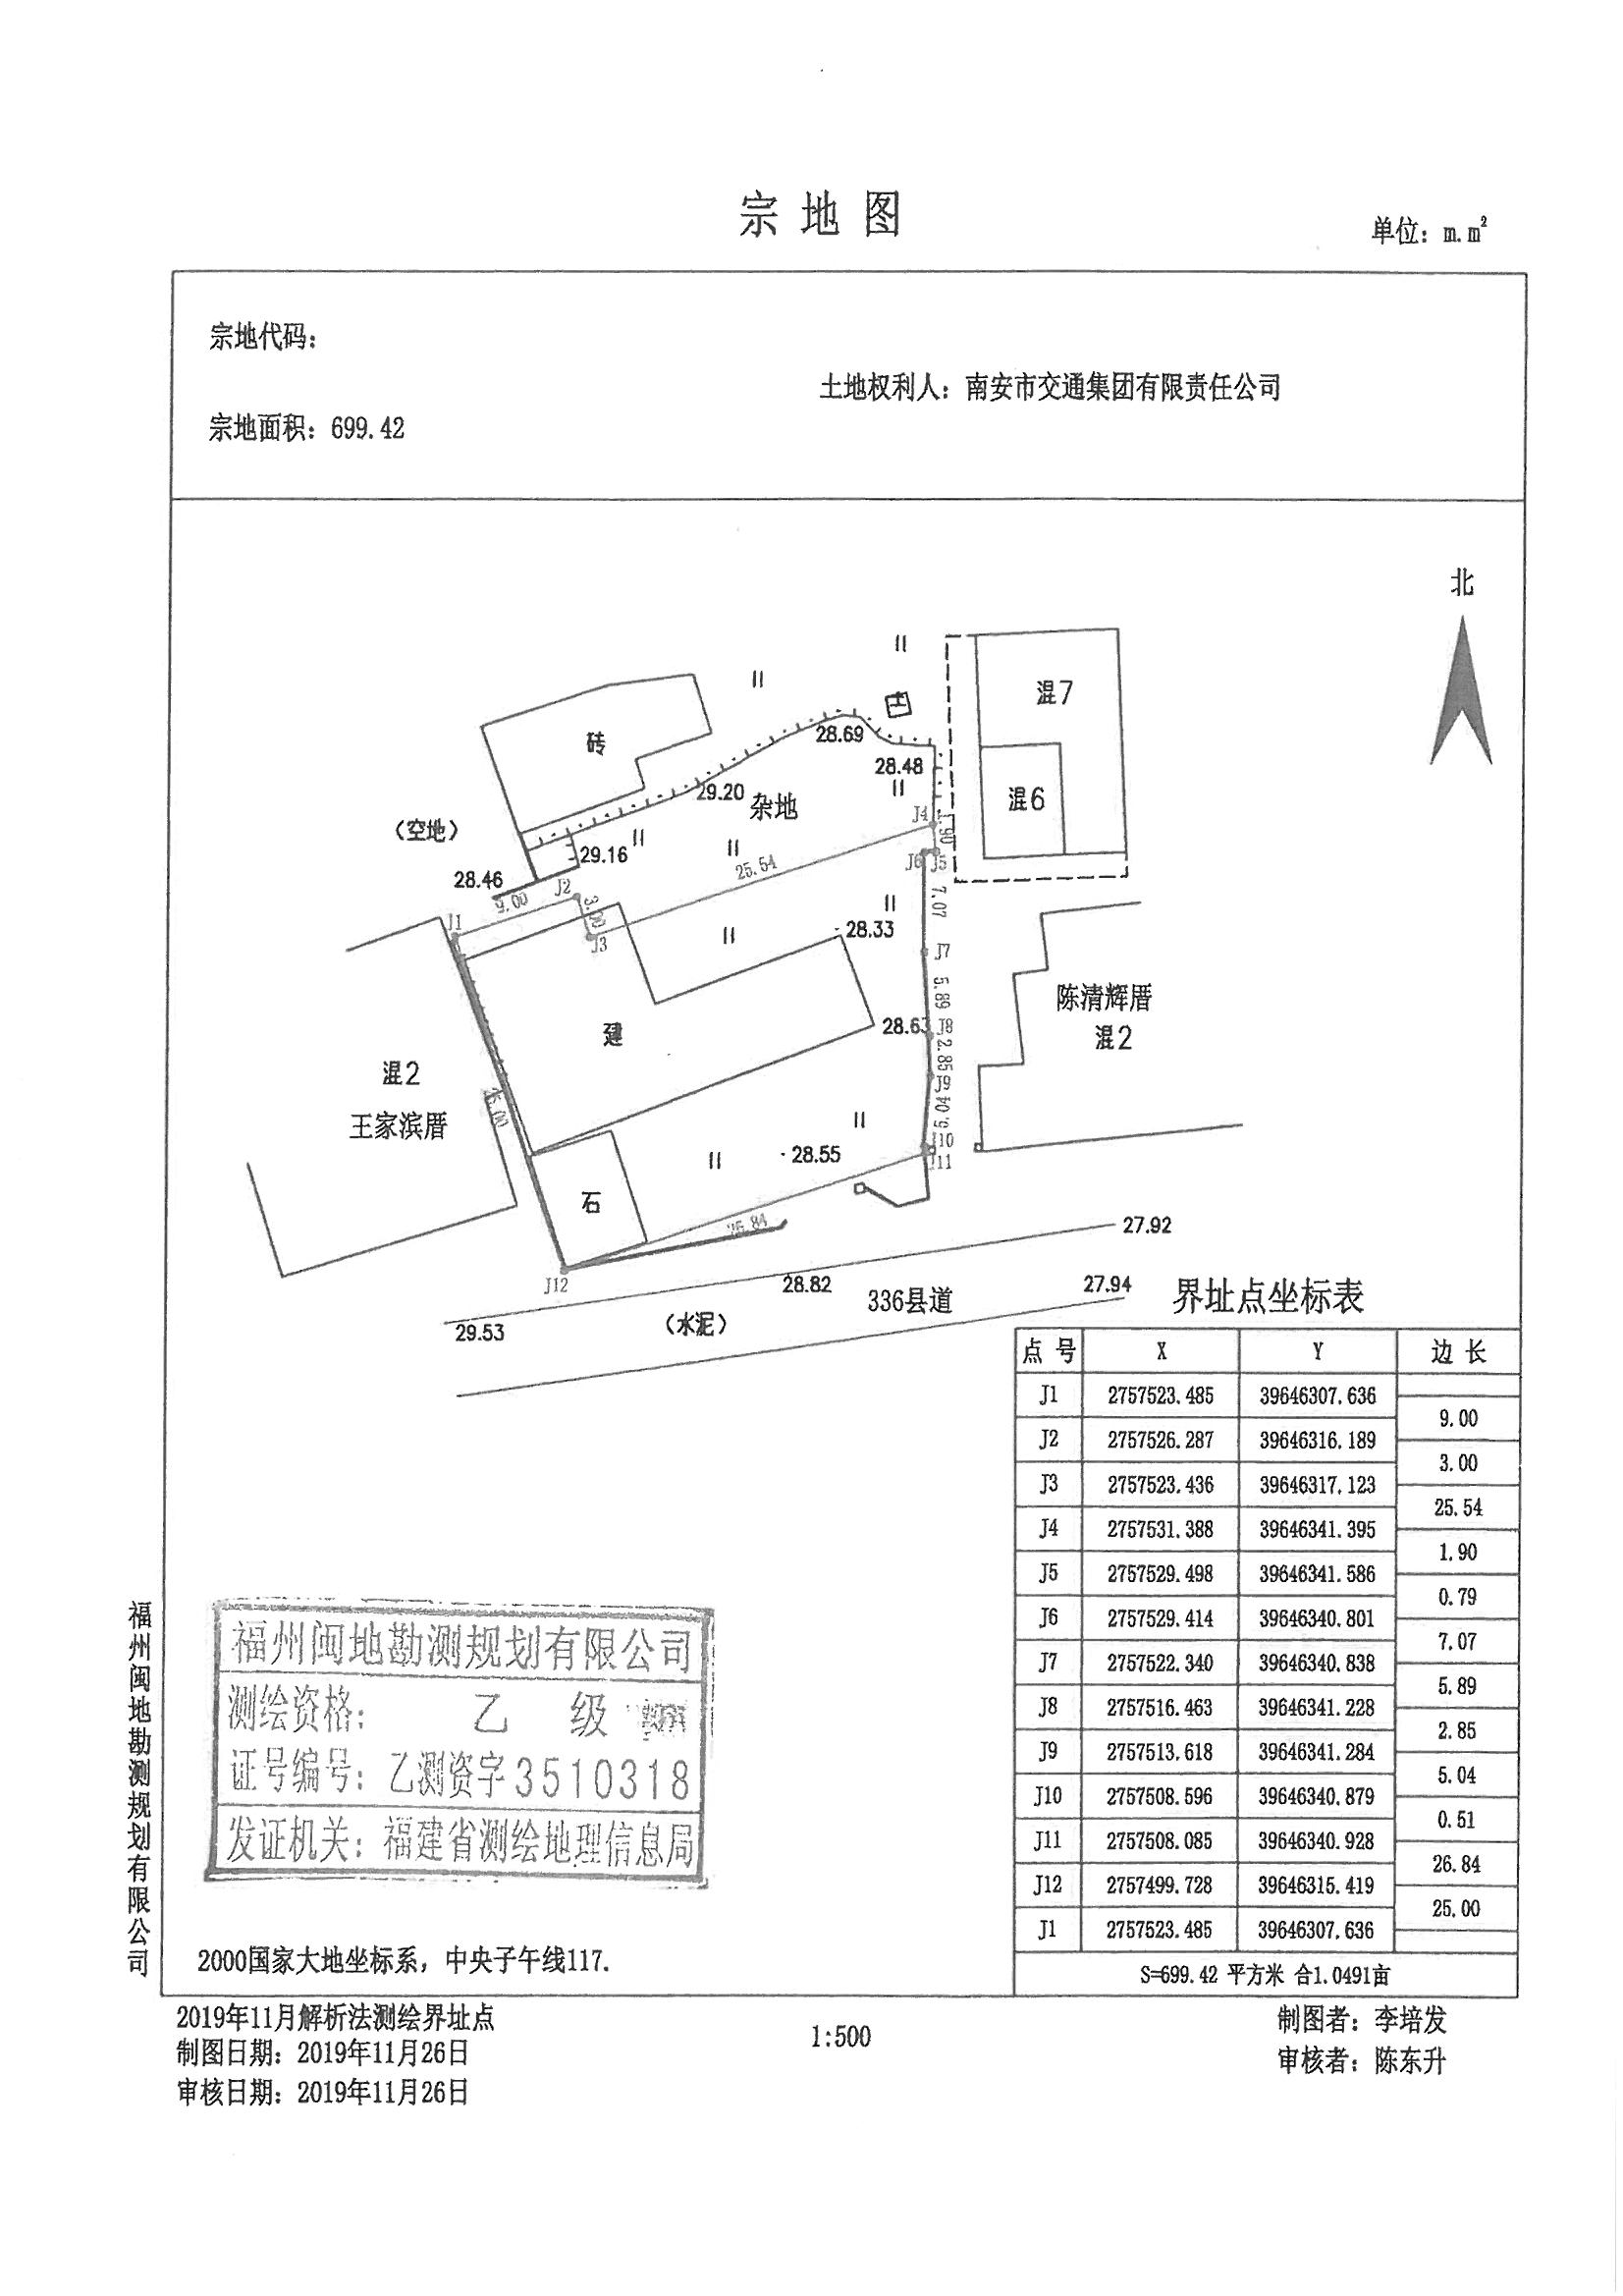 宗地图
单位：m.m²
宗地代码：
土地权利人：南安市交通集团有限责任公司
宗地面积：699.42
北
混7
砖
28.69
28.48
29.20
杂地
混6
（空地）
J4
1.90
29.16
J6
J5
25.54
28.46
J2
9.00
3.00
7.07
J1
J3
28.33
J7
5.89
陈清辉厝
混2
建
28.63
J8
2.85
混2
J9
王家滨厝
25.00
5.04
J10
28.55
J11
石
26.84
27.92
J12
28.82
27.94
336县道
29.53
（水泥）
界址点坐标表
点号 X Y 边长
J1 2757523.485 39646307.636
9.00
J2 2757526.287 39646316.189
3.00
J3 2757523.436 39646317.123
25.54
J4 2757531.388 39646341.395
1.90
J5 2757529.498 39646341.586
0.79
J6 2757529.414 39646340.801
7.07
J7 2757522.340 39646340.838
5.89
J8 2757516.463 39646341.228
2.85
J9 2757513.618 39646341.284
5.04
J10 2757508.596 39646340.879
0.51
J11 2757508.085 39646340.928
26.84
J12 2757499.728 39646315.419
25.00
J1 2757523.485 39646307.636
S=699.42 平方米 合1.0491亩
福州闽地勘测规划有限公司
福州闽地勘测规划有限公司
测绘资格： 乙 级
证号编号：乙测资字3510318
发证机关：福建省测绘地理信息局
2000国家大地坐标系，中央子午线117.
2019年11月解析法测绘界址点
制图日期：2019年11月26日
审核日期：2019年11月26日
1:500
制图者：李培发
审核者：陈东升